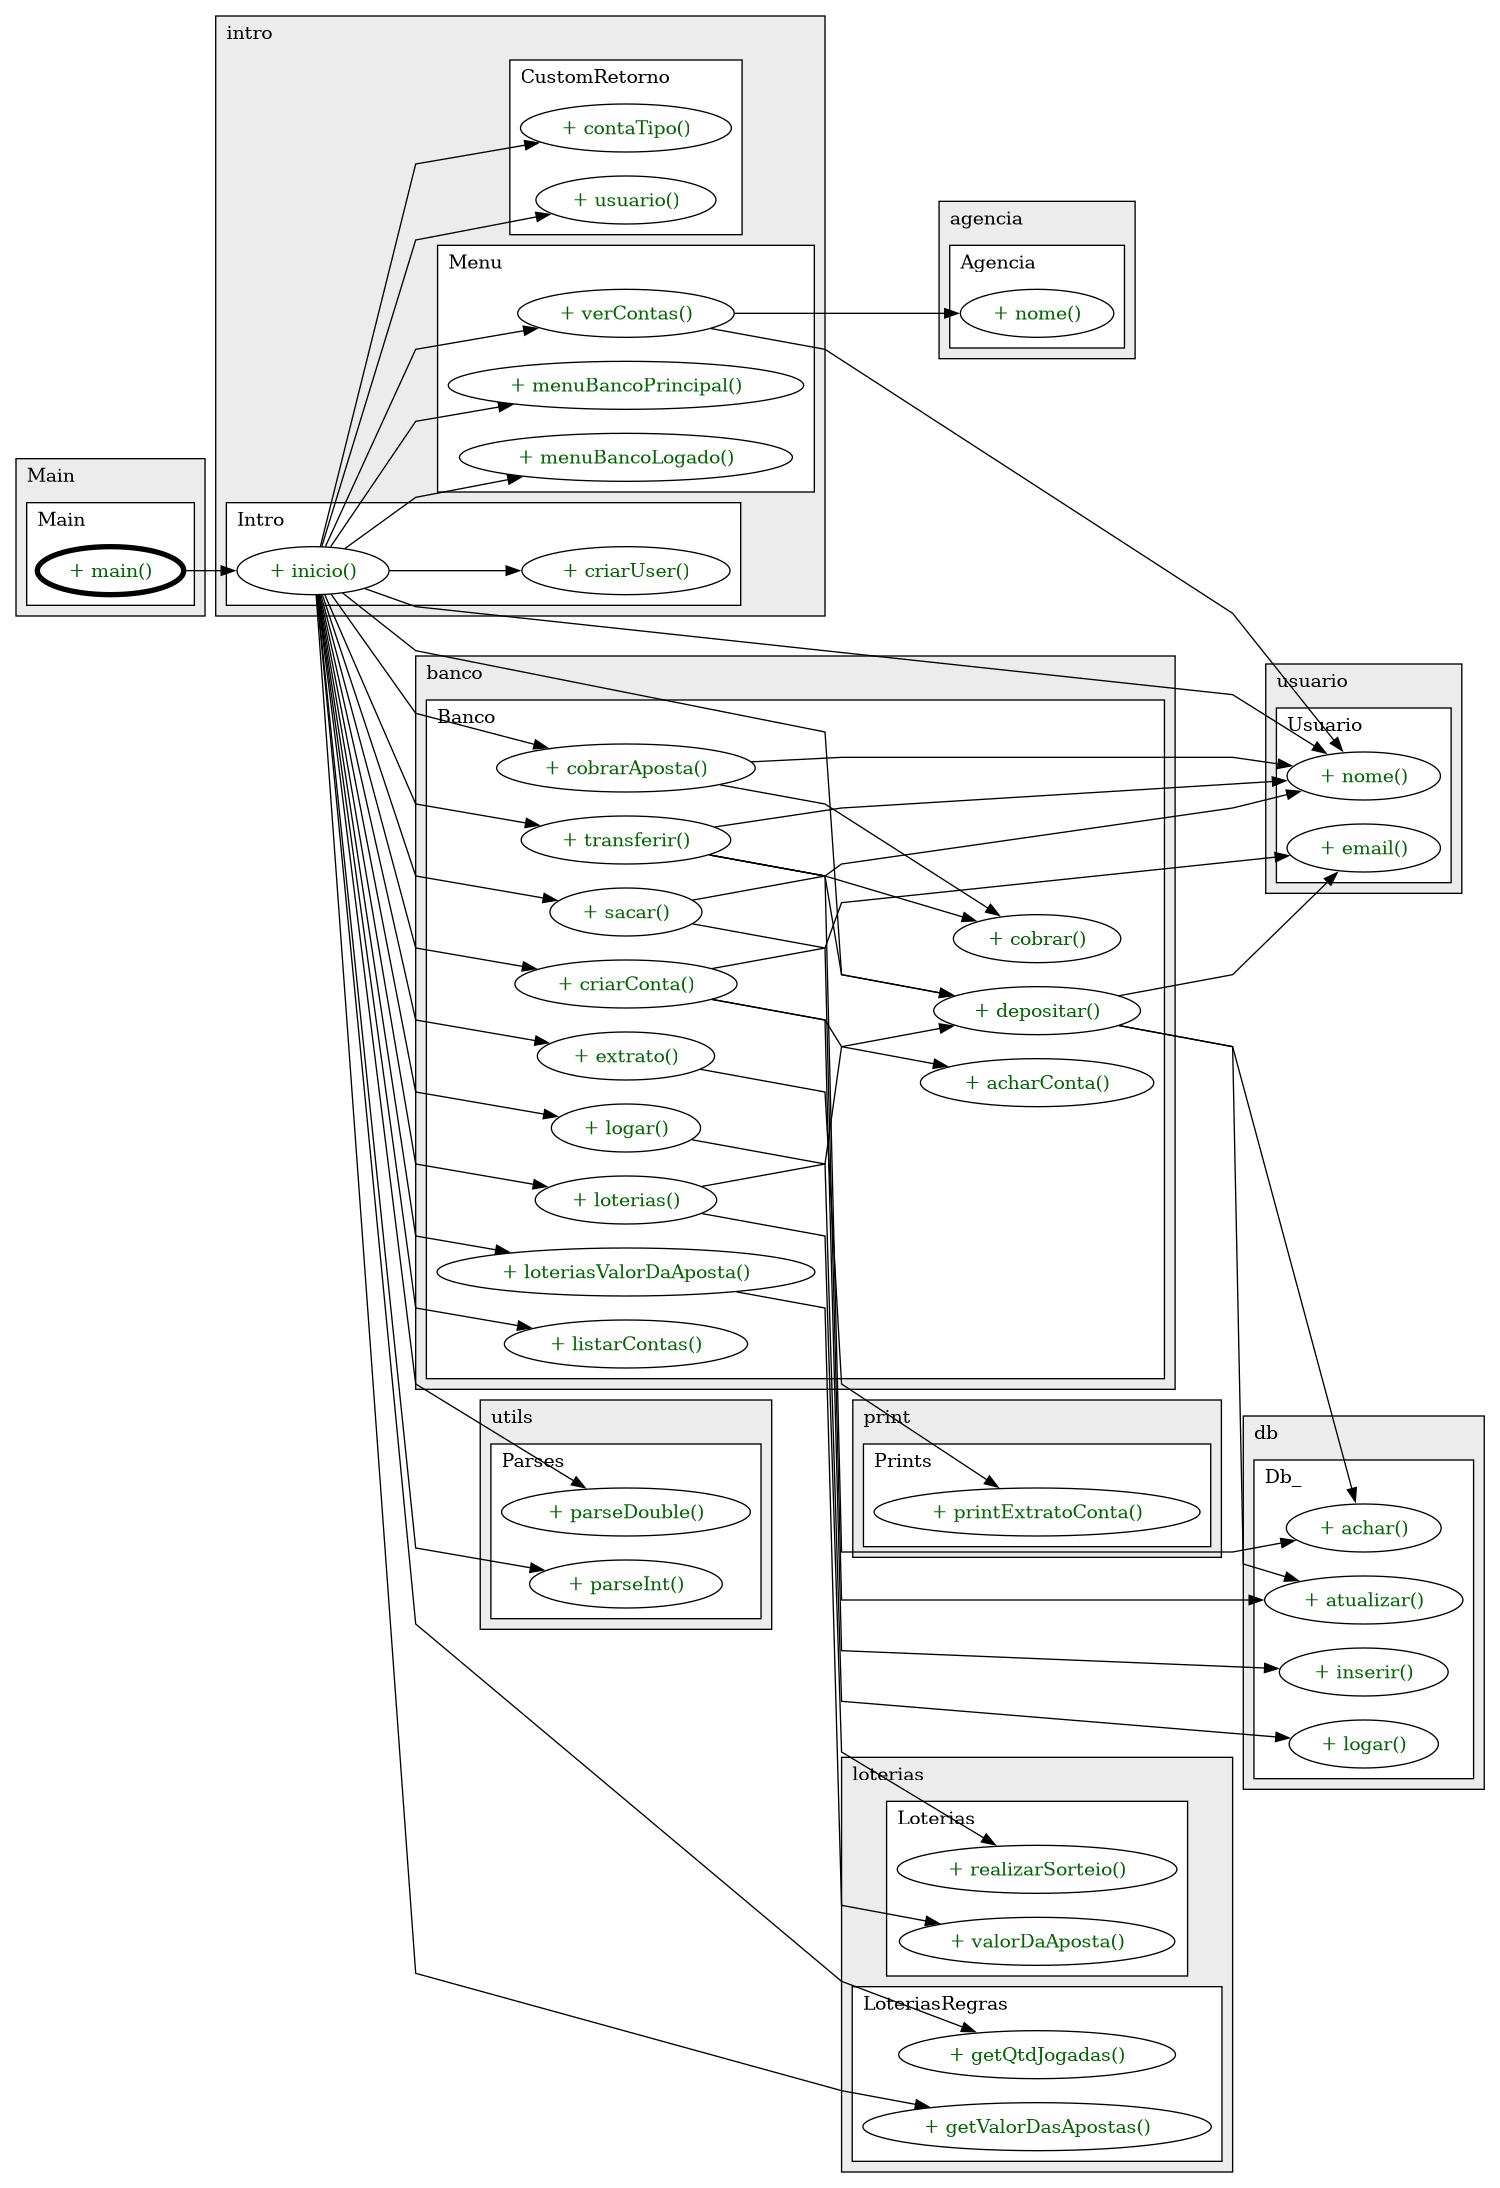 intro
CustomRetorno
+ contaTipo()
+ usuario()
Menu
+ verContas()
+ menuBancoPrincipal()
+ menuBancoLogado()
Intro
+ inicio()
+ criarUser()
agencia
Agencia
+ nome()
Main
Main
+ main()
banco
Banco
+ cobrarAposta()
+ transferir()
+ sacar()
+ criarConta()
+ extrato()
+ logar()
+ loterias()
+ loteriasValorDaAposta()
+ listarContas()
+ cobrar()
+ depositar()
+ acharConta()
usuario
Usuario
+ nome()
+ email()
utils
Parses
+ parseDouble()
+ parseInt()
print
Prints
+ printExtratoConta()
db
Db_
+ achar()
+ atualizar()
+ inserir()
+ logar()
loterias
Loterias
+ realizarSorteio()
+ valorDaAposta()
LoteriasRegras
+ getQtdJogadas()
+ getValorDasApostas()